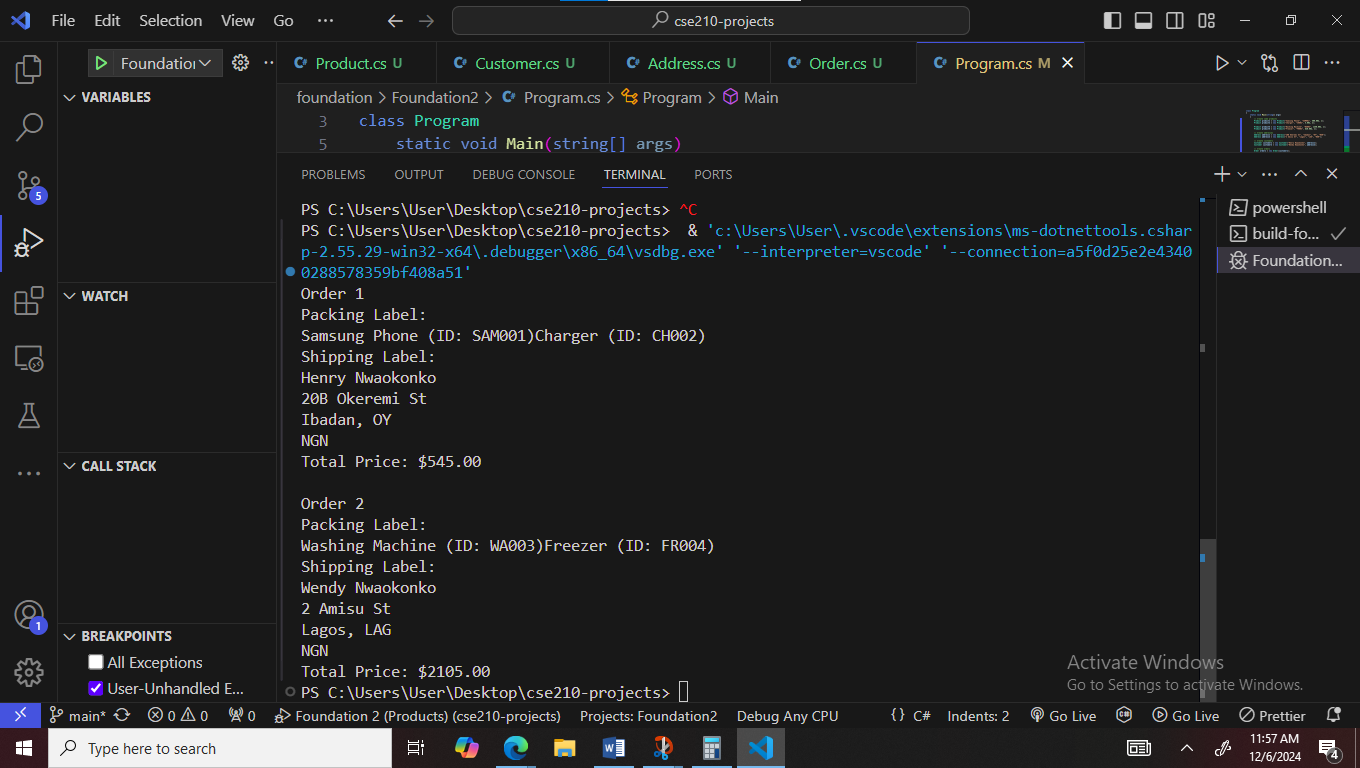 File Edit Selection View Go ··· cse210-projects
Foundation Product.cs U Customer.cs U Address.cs U Order.cs U Program.cs M
VARIABLES
foundation > Foundation2 > Program.cs > Program > Main
3 class Program
5 static void Main(string[] args)
PROBLEMS OUTPUT DEBUG CONSOLE TERMINAL PORTS
PS C:\Users\User\Desktop\cse210-projects> ^C
PS C:\Users\User\Desktop\cse210-projects> & 'c:\Users\User\.vscode\extensions\ms-dotnettools.cshar
p-2.55.29-win32-x64\.debugger\x86_64\vsdbg.exe' '--interpreter=vscode' '--connection=a5f0d25e2e4340
0288578359bf408a51'
Order 1
Packing Label:
Samsung Phone (ID: SAM001)Charger (ID: CH002)
Shipping Label:
Henry Nwaokonko
20B Okeremi St
Ibadan, OY
NGN
Total Price: $545.00
Order 2
Packing Label:
Washing Machine (ID: WA003)Freezer (ID: FR004)
Shipping Label:
Wendy Nwaokonko
2 Amisu St
Lagos, LAG
NGN
Total Price: $2105.00
PS C:\Users\User\Desktop\cse210-projects>
powershell
build-fo...
Foundation...
WATCH
CALL STACK
BREAKPOINTS
All Exceptions
User-Unhandled E...
5
1
Activate Windows
Go to Settings to activate Windows.
main* 0 0 0 Foundation 2 (Products) (cse210-projects) Projects: Foundation2 Debug Any CPU {} C# Indents: 2 Go Live Go Live Prettier
Type here to search
11:57 AM
12/6/2024
4